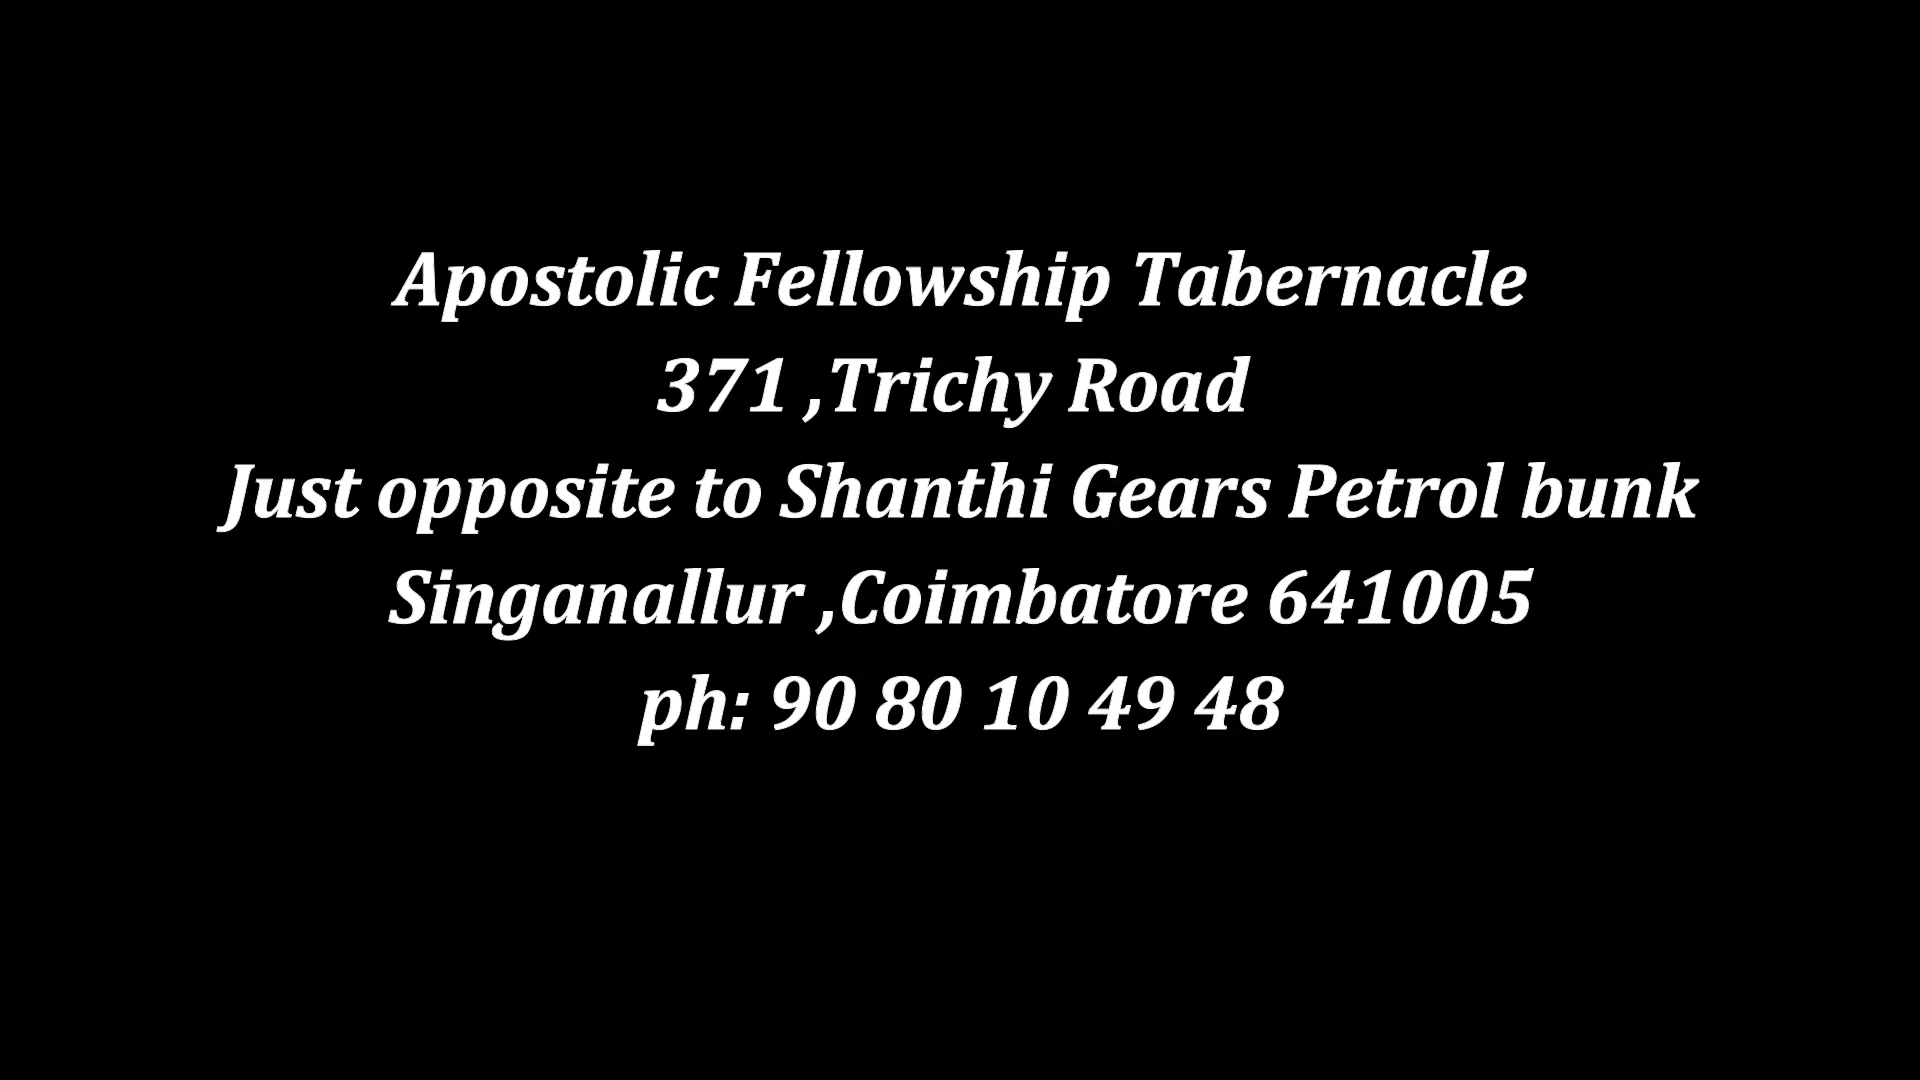 Apostolic Fellowship Tabernacle
371 ,Trichy Road
Just opposite to Shanthi Gears Petrol bunk
Singanallur ,Coimbatore 641005
ph: 90 80 10 49 48